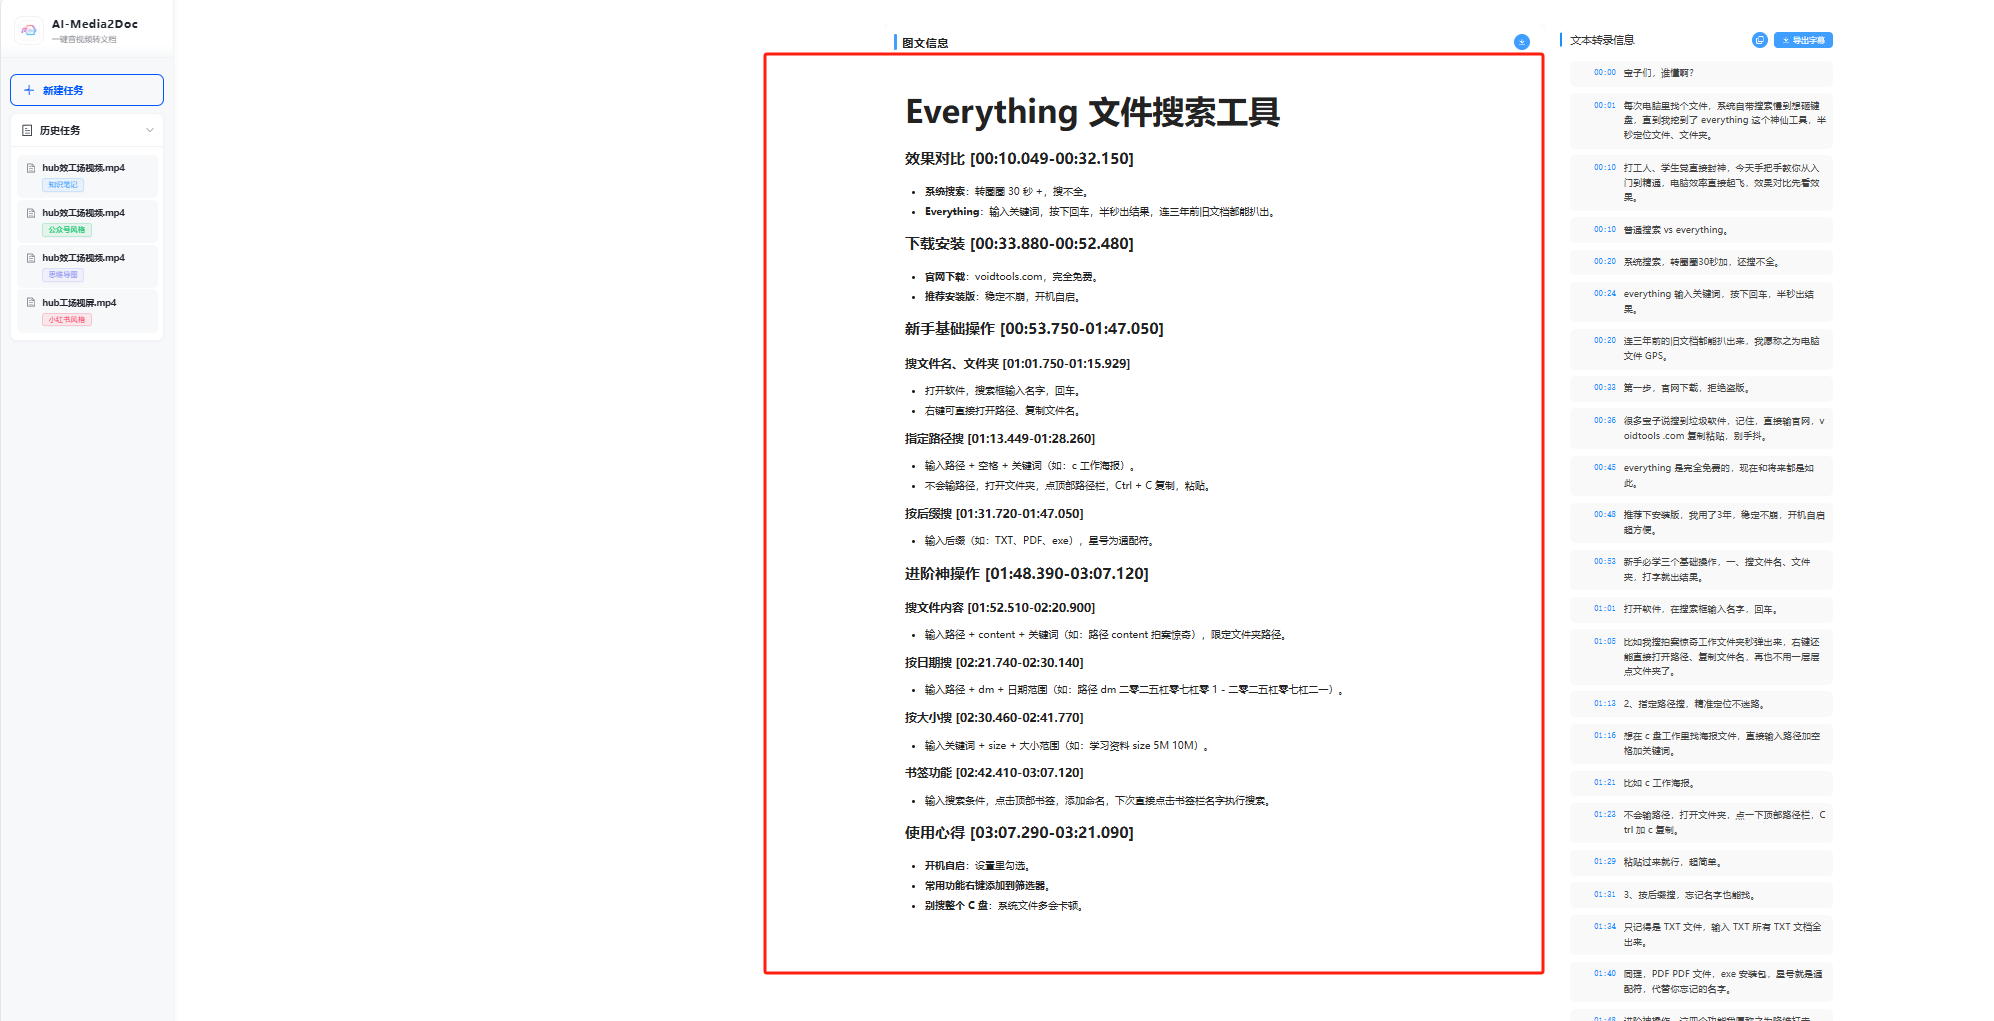 AI-Media2Doc
一键音视频转文档
新建任务
历史任务
hub效工场视频.mp4
知识笔记
hub效工场视频.mp4
公众号风格
hub效工场视频.mp4
思维导图
hub工场视屏.mp4
小红书风格
图文信息
Everything 文件搜索工具
效果对比 [00:10.049-00:32.150]
系统搜索：转圈圈 30 秒 +，搜不全。
Everything：输入关键词，按下回车，半秒出结果，连三年前旧文档都能扒出。
下载安装 [00:33.880-00:52.480]
官网下载：voidtools.com，完全免费。
推荐安装版：稳定不崩，开机自启。
新手基础操作 [00:53.750-01:47.050]
搜文件名、文件夹 [01:01.750-01:15.929]
打开软件，搜索框输入名字，回车。
右键可直接打开路径、复制文件名。
指定路径搜 [01:13.449-01:28.260]
输入路径 + 空格 + 关键词（如：c 工作海报）。
不会输路径，打开文件夹，点顶部路径栏，Ctrl + C 复制，粘贴。
按后缀搜 [01:31.720-01:47.050]
输入后缀（如：TXT、PDF、exe），星号为通配符。
进阶神操作 [01:48.390-03:07.120]
搜文件内容 [01:52.510-02:20.900]
输入路径 + content + 关键词（如：路径 content 拍案惊奇），限定文件夹路径。
按日期搜 [02:21.740-02:30.140]
输入路径 + dm + 日期范围（如：路径 dm 二零二五杠零七杠零 1 - 二零二五杠零七杠二一）。
按大小搜 [02:30.460-02:41.770]
输入关键词 + size + 大小范围（如：学习资料 size 5M 10M）。
书签功能 [02:42.410-03:07.120]
输入搜索条件，点击顶部书签，添加命名，下次直接点击书签栏名字执行搜索。
使用心得 [03:07.290-03:21.090]
开机自启：设置里勾选。
常用功能右键添加到筛选器。
别搜整个 C 盘：系统文件多会卡顿。
文本转录信息
导出字幕
00:00 宝子们，谁懂啊？
00:01 每次电脑里找个文件，系统自带搜索慢到想砸键
盘，直到我挖到了 everything 这个神仙工具，半
秒定位文件、文件夹。
00:10 打工人、学生党直接封神，今天手把手教你从入
门到精通，电脑效率直接起飞，效果对比先看效
果。
00:10 普通搜索 vs everything。
00:20 系统搜索，转圈圈30秒加，还搜不全。
00:24 everything 输入关键词，按下回车，半秒出结
果。
00:20 连三年前的旧文档都能扒出来，我愿称之为电脑
文件 GPS。
00:33 第一步，官网下载，拒绝盗版。
00:36 很多宝子说搜到垃圾软件，记住，直接输官网，v
oidtools .com 复制粘贴，别手抖。
00:45 everything 是完全免费的，现在和将来都是如
此。
00:48 推荐下安装版，我用了3年，稳定不崩，开机自启
超方便。
00:53 新手必学三个基础操作，一、搜文件名、文件
夹，打字就出结果。
01:01 打开软件，在搜索框输入名字，回车。
01:05 比如我搜拍案惊奇工作文件夹秒弹出来，右键还
能直接打开路径、复制文件名，再也不用一层层
点文件夹了。
01:13 2、指定路径搜，精准定位不迷路。
01:16 想在 c 盘工作里找海报文件，直接输入路径加空
格加关键词。
01:21 比如 c 工作海报。
01:23 不会输路径，打开文件夹，点一下顶部路径栏，C
trl 加 c 复制。
01:29 粘贴过来就行，超简单。
01:31 3、按后缀搜，忘记名字也能找。
01:34 只记得是 TXT 文件，输入 TXT 所有 TXT 文档全
出来。
01:40 同理，PDF PDF 文件，exe 安装包，星号就是通
配符，代替你忘记的名字。